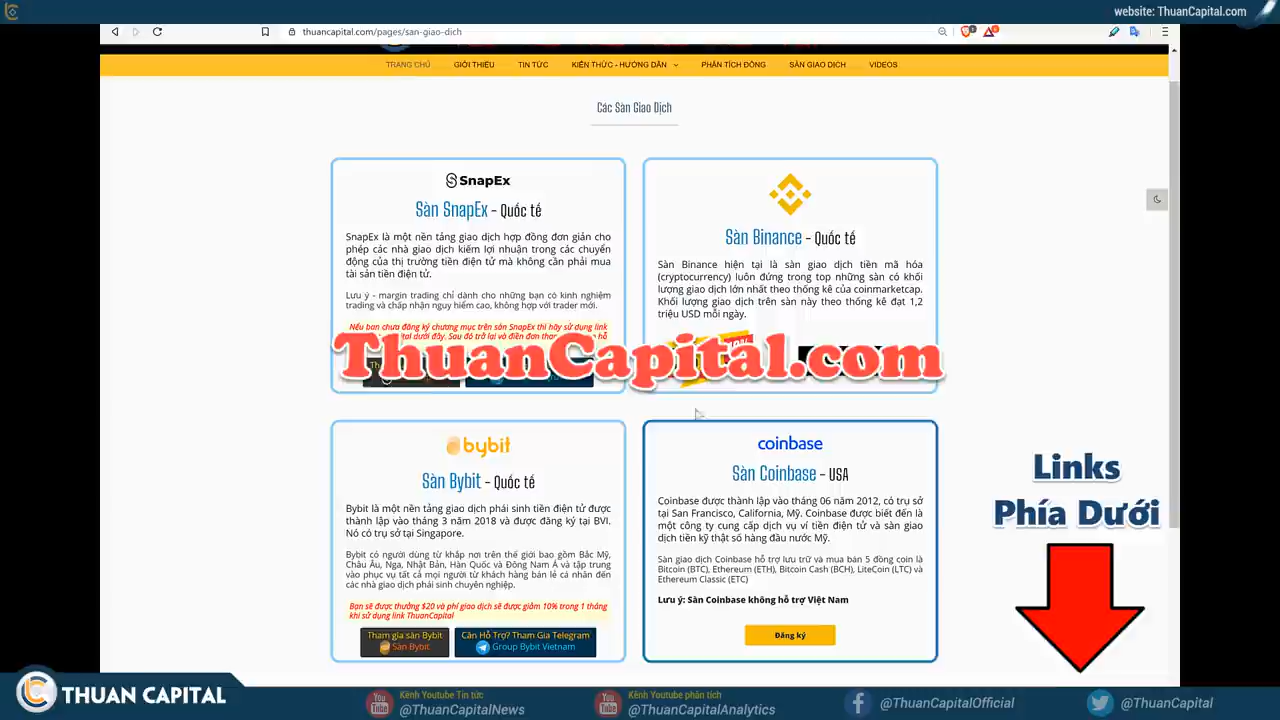 website: ThuanCapital.com
thuancapital.com/pages/san-giao-dich
TRANG CHỦ GIỚI THIỆU TIN TỨC KIẾN THỨC - HƯỚNG DẪN PHÂN TÍCH ĐỒNG SÀN GIAO DỊCH VIDEOS
Các Sàn Giao Dịch
SnapEx
Sàn SnapEx - Quốc tế
SnapEx là một nền tảng giao dịch hợp đồng đơn giản cho
phép các nhà giao dịch kiếm lợi nhuận trong các chuyển
động của thị trường tiền điện tử mà không cần phải mua
tài sản tiền điện tử.
Lưu ý - margin trading chỉ dành cho những bạn có kinh nghiệm
trading và chấp nhận nguy hiểm cao, không hợp với trader mới.
Nếu bạn chưa đăng ký chương mục trên sàn SnapEx thì hãy sử dụng link
Sàn Binance - Quốc tế
Sàn Binance hiện tại là sàn giao dịch tiền mã hóa
(cryptocurrency) luôn đứng trong top những sàn có khối
lượng giao dịch lớn nhất theo thống kê của coinmarketcap.
Khối lượng giao dịch trên sàn này theo thống kê đạt 1,2
triệu USD mỗi ngày.
ThuanCapital.com
bybit
Sàn Bybit - Quốc tế
Bybit là một nền tảng giao dịch phái sinh tiền điện tử được
thành lập vào tháng 3 năm 2018 và được đăng ký tại BVI.
Nó có trụ sở tại Singapore.
Bybit có người dùng từ khắp nơi trên thế giới bao gồm Bắc Mỹ,
Châu Âu, Nga, Nhật Bản, Hàn Quốc và Đông Nam Á và tập trung
vào phục vụ tất cả mọi người từ khách hàng bán lẻ cá nhân đến
các nhà giao dịch phái sinh chuyên nghiệp.
Bạn sẽ được thưởng $20 và phí giao dịch sẽ được giảm 10% trong 1 tháng
khi sử dụng link ThuanCapital
Tham gia sàn Bybit
Sàn Bybit
Cần Hỗ Trợ? Tham Gia Telegram
Group Bybit Vietnam
coinbase
Sàn Coinbase - USA
Coinbase được thành lập vào tháng 06 năm 2012, có trụ sở
tại San Francisco, California, Mỹ. Coinbase được biết đến là
một công ty cung cấp dịch vụ ví tiền điện tử và sàn giao
dịch tiền kỹ thật số hàng đầu nước Mỹ.
Sàn giao dịch Coinbase hỗ trợ lưu trữ và mua bán 5 đồng coin là
Bitcoin (BTC), Ethereum (ETH), Bitcoin Cash (BCH), LiteCoin (LTC) và
Ethereum Classic (ETC)
Lưu ý: Sàn Coinbase không hỗ trợ Việt Nam
Đăng ký
Links
Phía Dưới
THUAN CAPITAL
Kênh Youtube Tin tức
@ThuanCapitalNews
Kênh Youtube phân tích
@ThuanCapitalAnalytics
@ThuanCapitalOfficial
@ThuanCapital